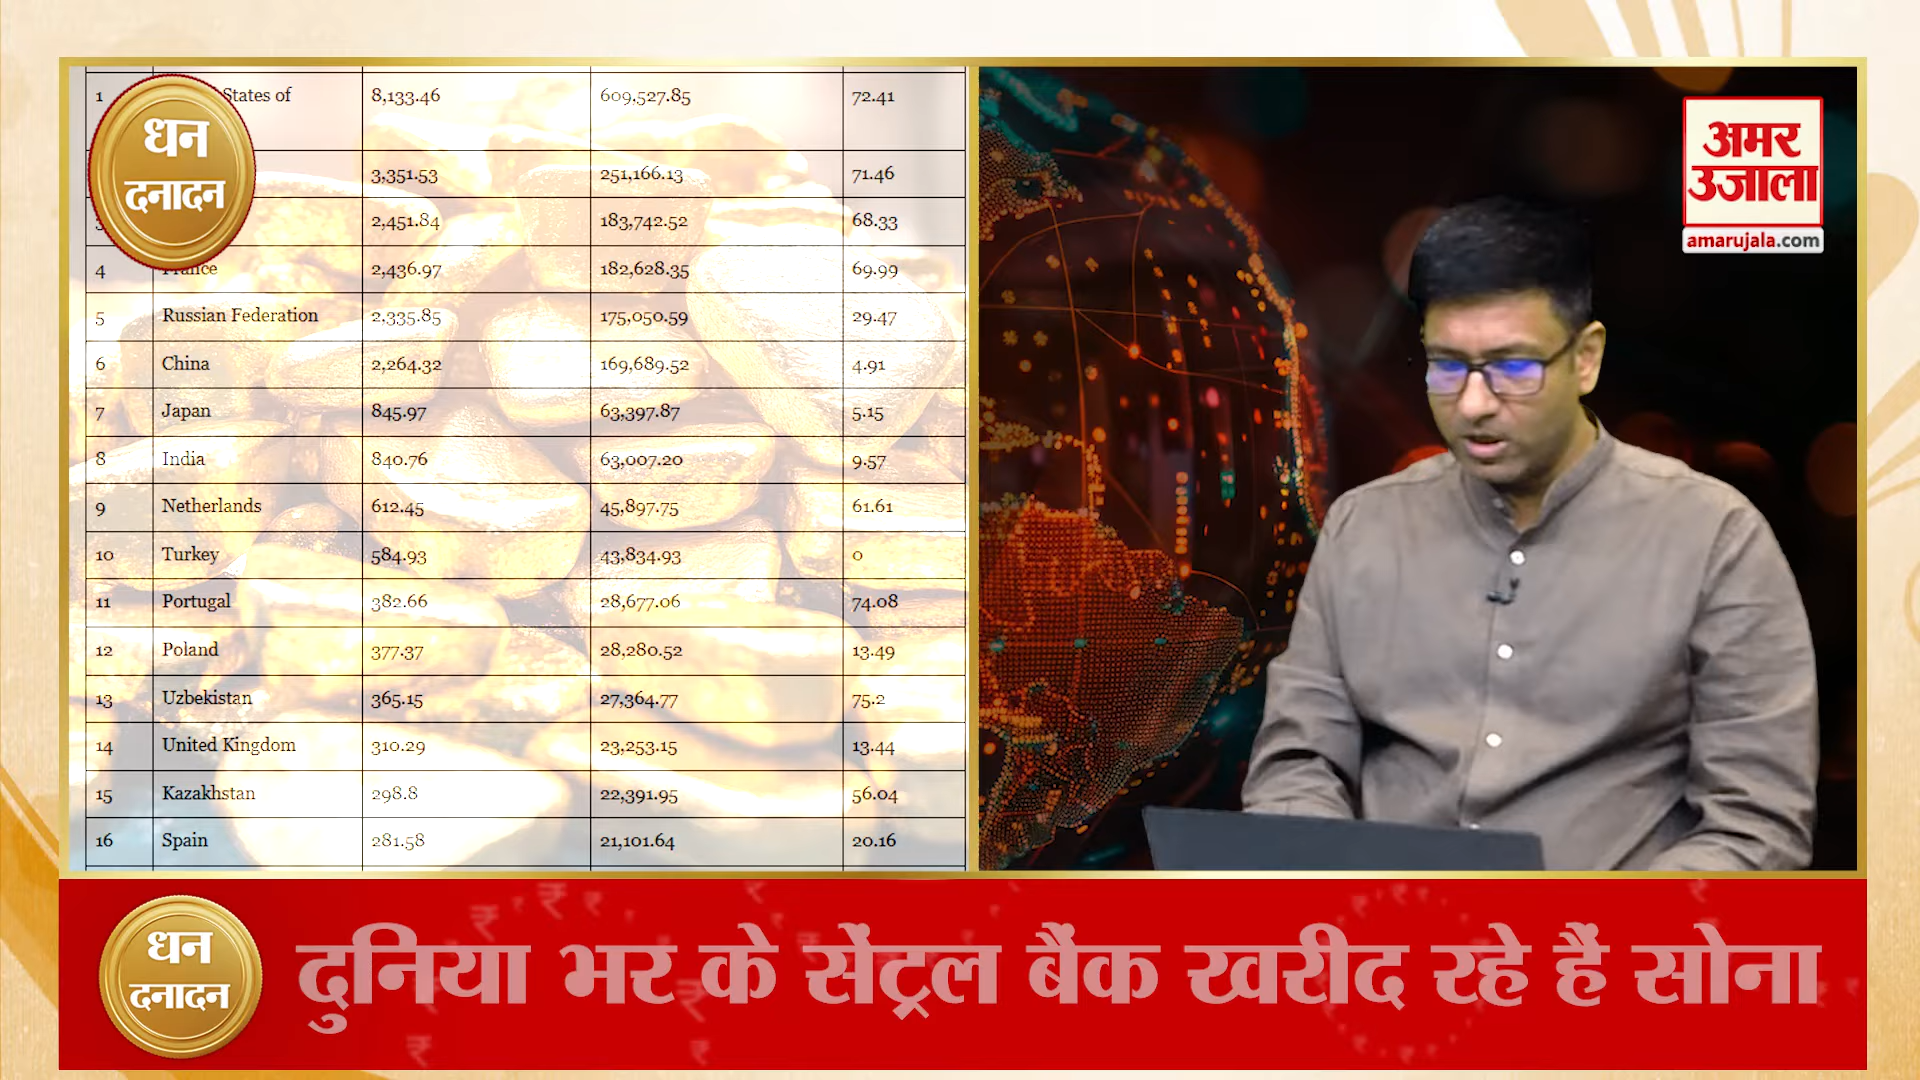 1 States of 8,133.46 609,527.85 72.41
3,351.53 251,166.13 71.46
2,451.84 183,742.52 68.33
4 France 2,436.97 182,628.35 69.99
5 Russian Federation 2,335.85 175,050.59 29.47
6 China 2,264.32 169,689.52 4.91
7 Japan 845.97 63,397.87 5.15
8 India 840.76 63,007.20 9.57
9 Netherlands 612.45 45,897.75 61.61
10 Turkey 584.93 43,834.93 0
11 Portugal 382.66 28,677.06 74.08
12 Poland 377.37 28,280.52 13.49
13 Uzbekistan 365.15 27,364.77 75.2
14 United Kingdom 310.29 23,253.15 13.44
15 Kazakhstan 298.8 22,391.95 56.04
16 Spain 281.58 21,101.64 20.16
धन
दनादन
अमर
उजाला
amarujala.com
धन
दनादन
दुनिया भर के सेंट्रल बैंक खरीद रहे हैं सोना